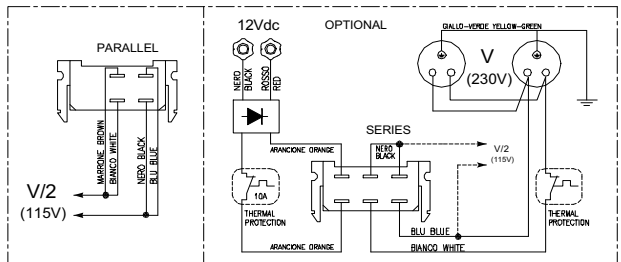 PARALLEL
MARRONE BROWN
BIANCO WHITE
NERO BLACK
BLU BLUE
V/2
(115V)
12Vdc
OPTIONAL
GIALLO-VERDE YELLOW-GREEN
NERO
BLACK
ROSSO
RED
V
(230V)
SERIES
ARANCIONE ORANGE
NERO
BLACK
V/2
(115V)
10A
THERMAL
PROTECTION
THERMAL
PROTECTION
BLU BLUE
ARANCIONE ORANGE
BIANCO WHITE